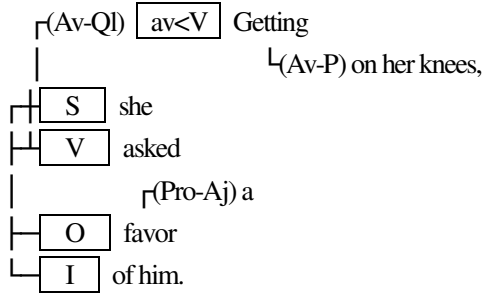 (Av-Ql) av<V Getting
(Av-P) on her knees,
S she
V asked
(Pro-Aj) a
O favor
I of him.